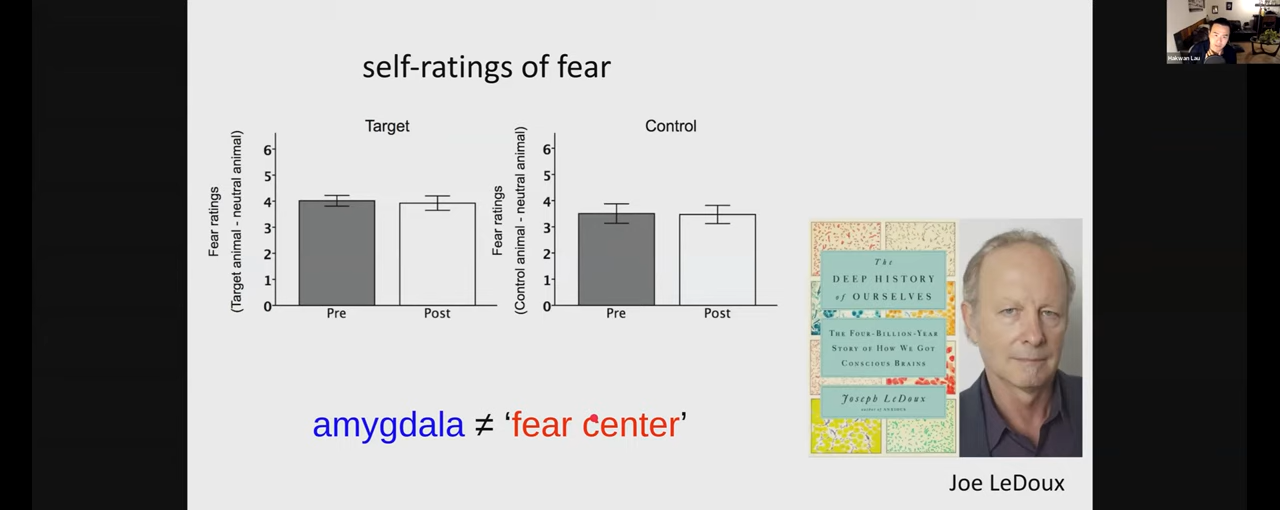 self-ratings of fear
Target
Fear ratings
(Target animal - neutral animal)
6
5
4
3
2
1
0
Pre
Post
Control
Fear ratings
(Control animal - neutral animal)
6
5
4
3
2
1
0
Pre
Post
amygdala ≠ ‘fear center’
The
DEEP HISTORY
of OURSELVES
THE FOUR-BILLION-YEAR
STORY OF HOW WE GOT
CONSCIOUS BRAINS
Joseph LeDoux
Joe LeDoux
Hakwan Lau